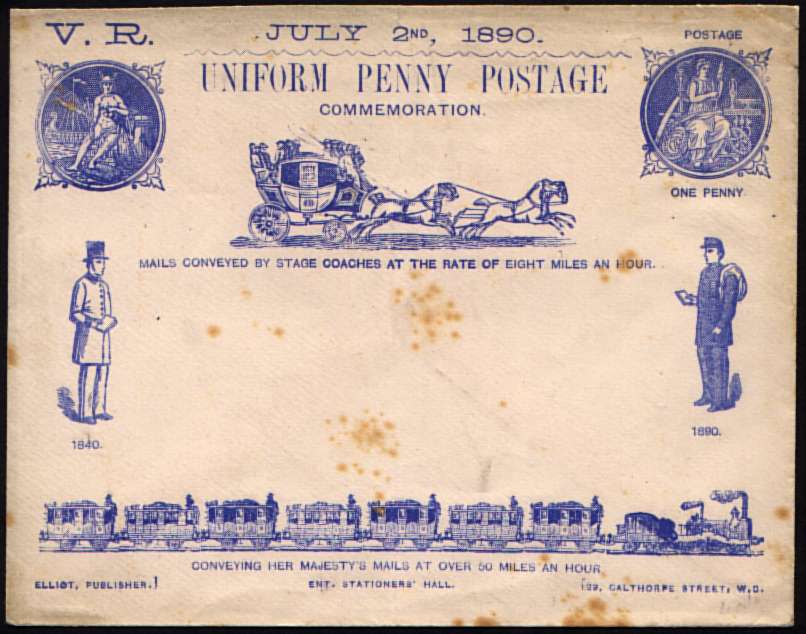 V. R.
JULY 2ND, 1890.
POSTAGE
UNIFORM PENNY POSTAGE
COMMEMORATION.
ONE PENNY
MAILS CONVEYED BY STAGE COACHES AT THE RATE OF EIGHT MILES AN HOUR.
1840.
1890.
CONVEYING HER MAJESTY'S MAILS AT OVER 50 MILES AN HOUR
ELLIOT, PUBLISHER.]
ENT. STATIONERS' HALL.
[99, CALTHORPE STREET, W.C.